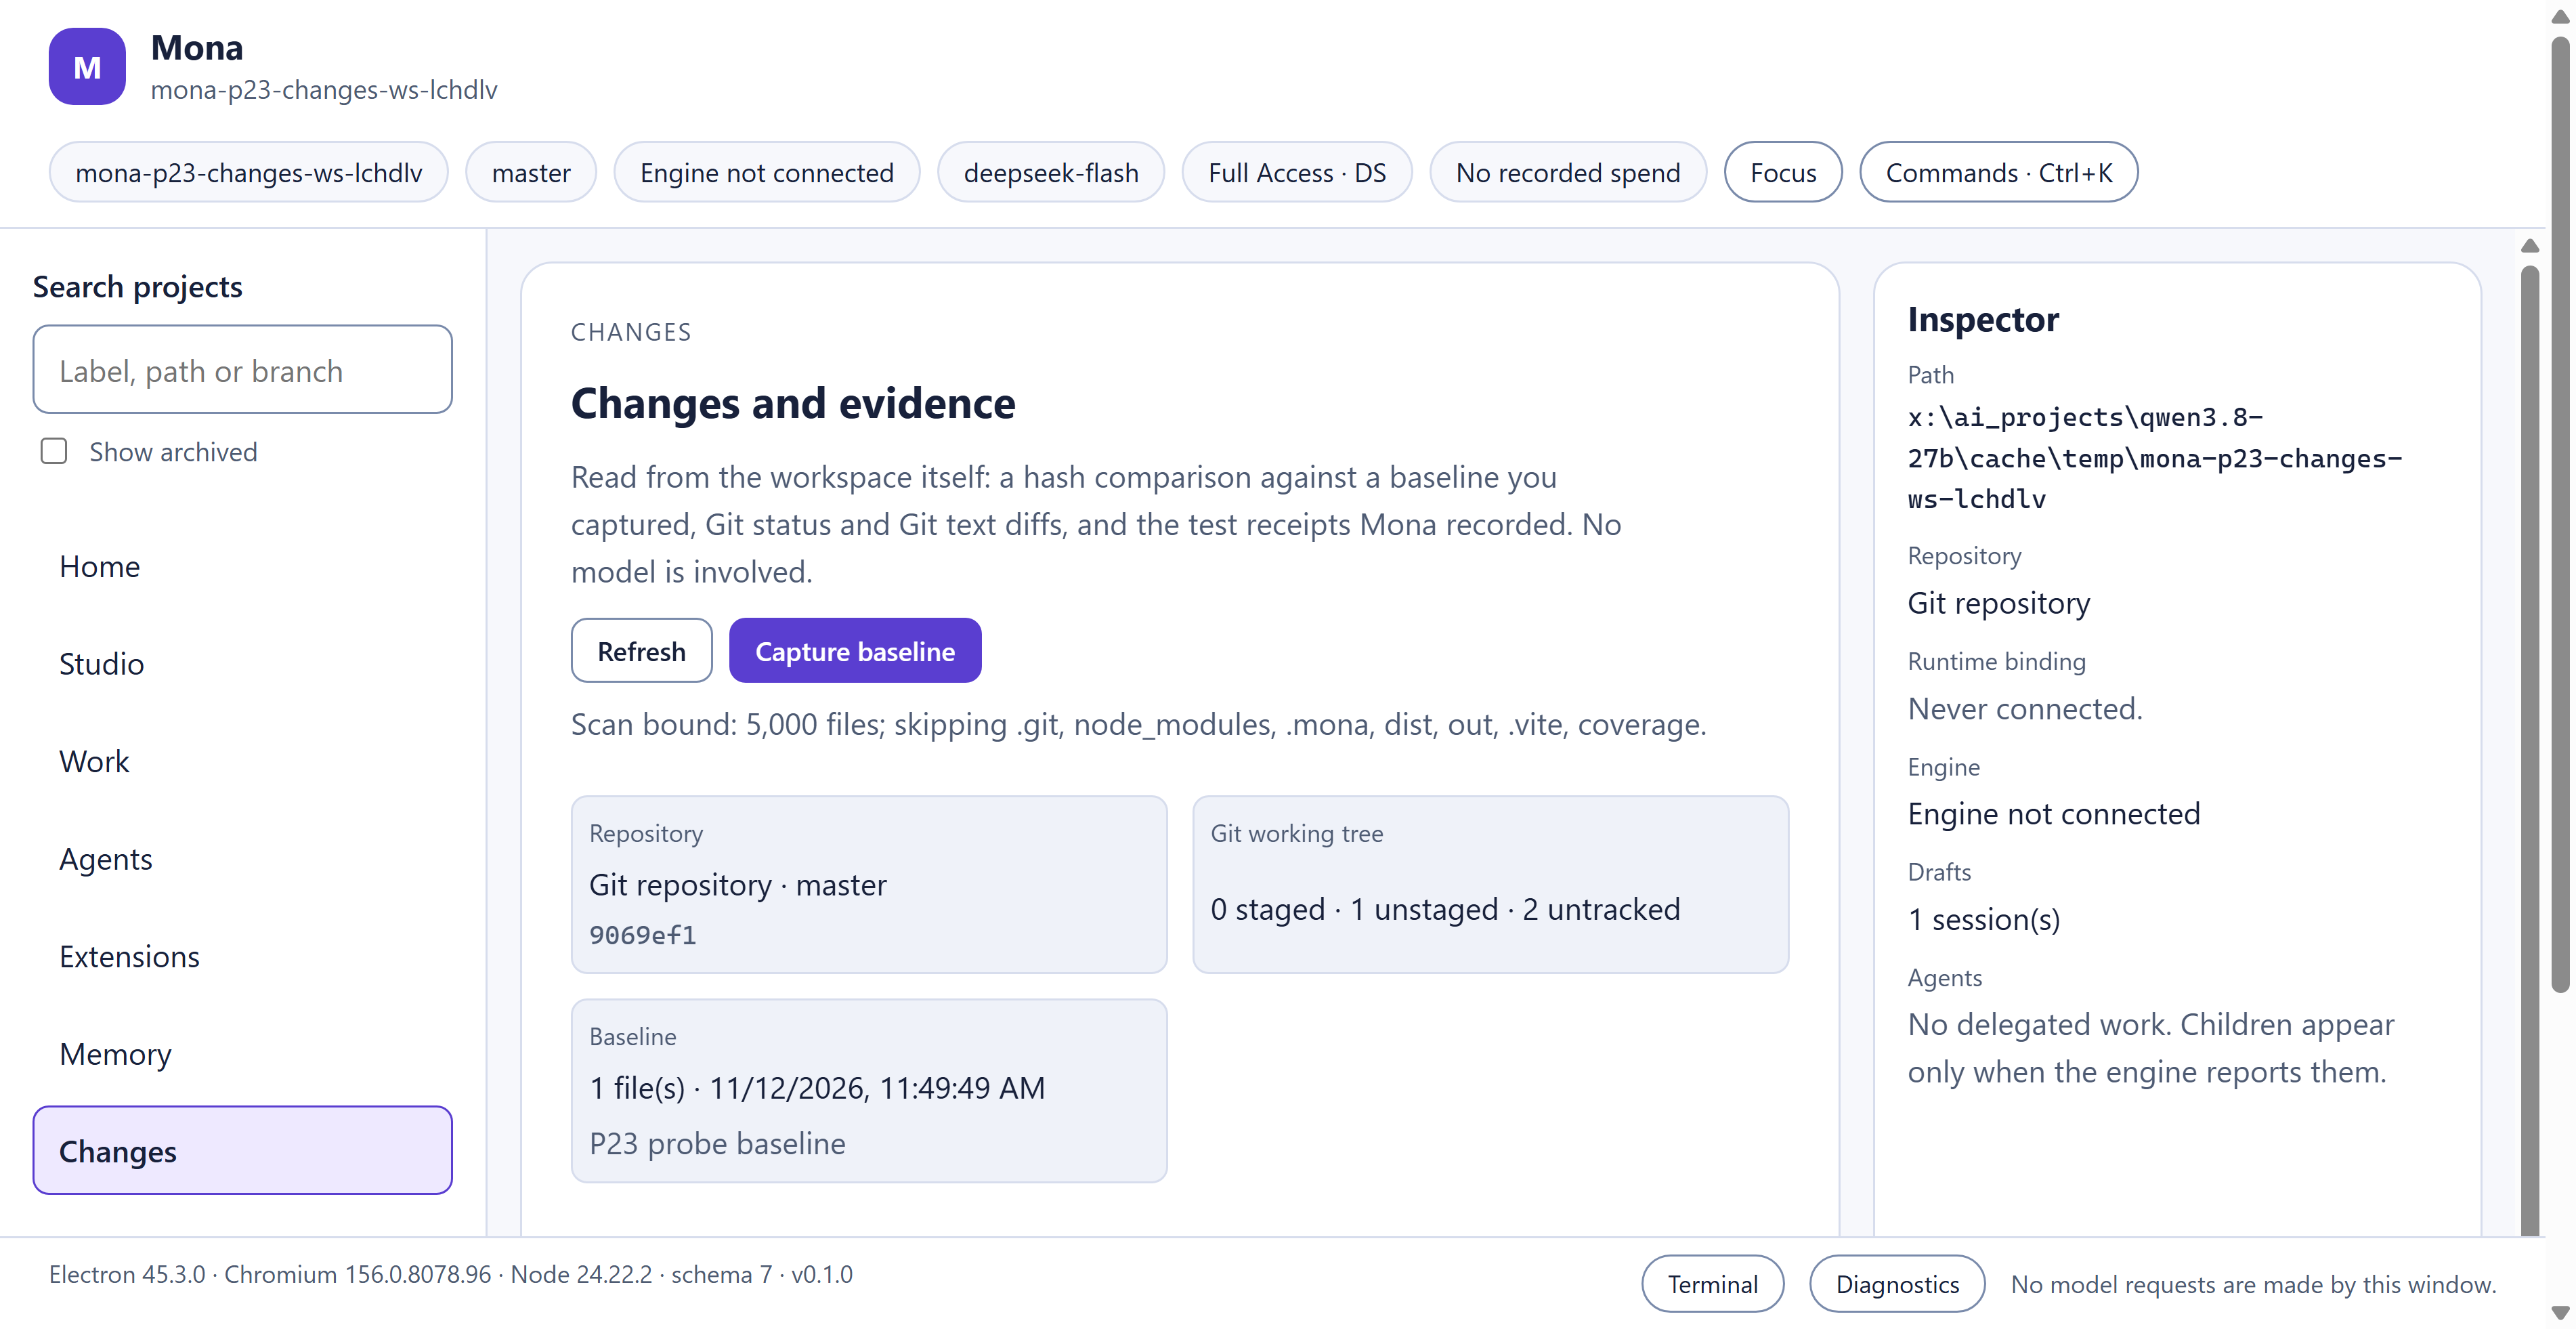 M
Mona
mona-p23-changes-ws-lchdlv
mona-p23-changes-ws-lchdlv
master
Engine not connected
deepseek-flash
Full Access · DS
No recorded spend
Focus
Commands · Ctrl+K
Search projects
Label, path or branch
Show archived
Home
Studio
Work
Agents
Extensions
Memory
Changes
CHANGES
Changes and evidence
Read from the workspace itself: a hash comparison against a baseline you
captured, Git status and Git text diffs, and the test receipts Mona recorded. No
model is involved.
Refresh
Capture baseline
Scan bound: 5,000 files; skipping .git, node_modules, .mona, dist, out, .vite, coverage.
Repository
Git repository · master
9069ef1
Git working tree
0 staged · 1 unstaged · 2 untracked
Baseline
1 file(s) · 11/12/2026, 11:49:49 AM
P23 probe baseline
Inspector
Path
x:\ai_projects\qwen3.8-
27b\cache\temp\mona-p23-changes-
ws-lchdlv
Repository
Git repository
Runtime binding
Never connected.
Engine
Engine not connected
Drafts
1 session(s)
Agents
No delegated work. Children appear
only when the engine reports them.
Electron 45.3.0 · Chromium 156.0.8078.96 · Node 24.22.2 · schema 7 · v0.1.0
Terminal
Diagnostics
No model requests are made by this window.